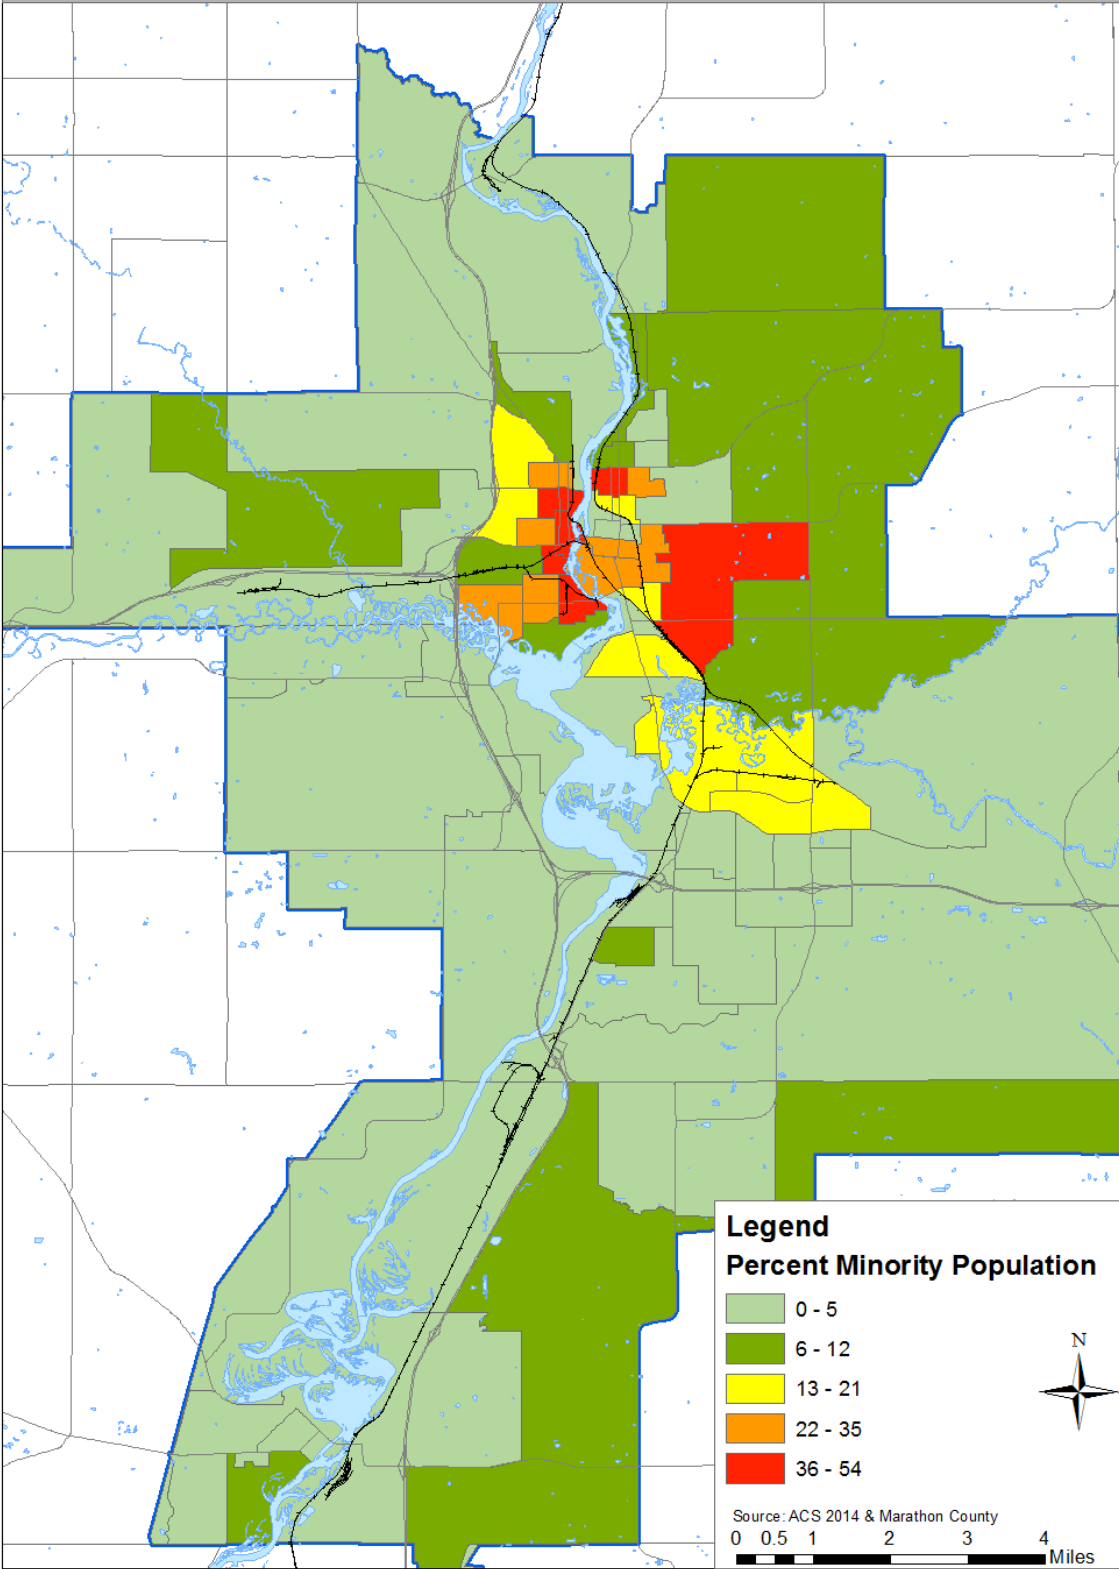 Legend
Percent Minority Population
0 - 5
6 - 12
13 - 21
22 - 35
36 - 54
N
Source: ACS 2014 & Marathon County
0 0.5 1 2 3 4
Miles